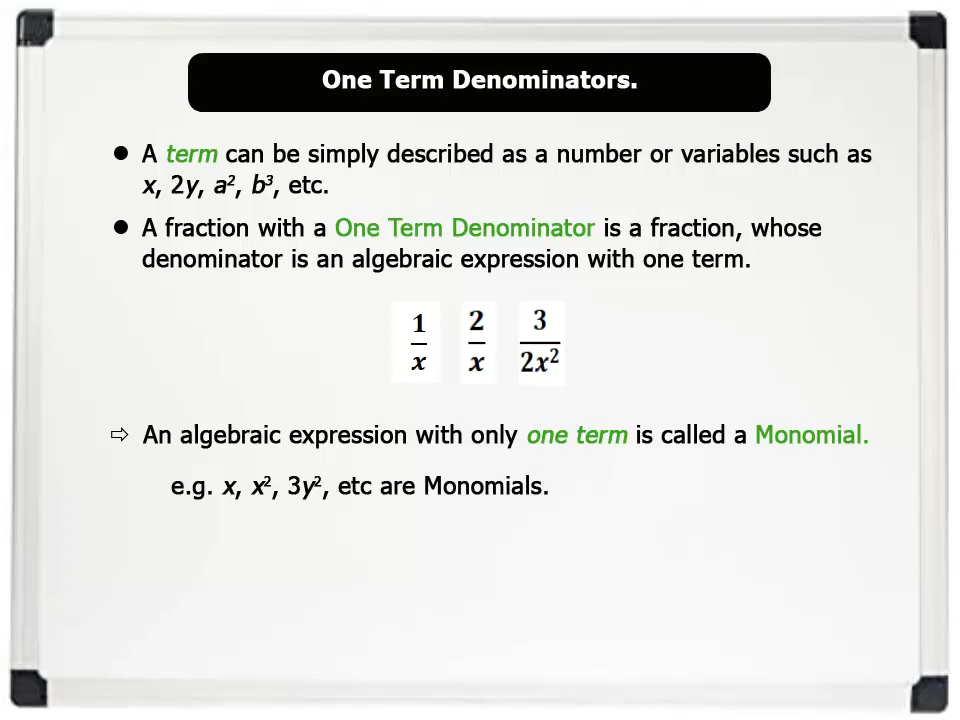 One Term Denominators.
● A term can be simply described as a number or variables such as
x, 2y, a², b³, etc.
● A fraction with a One Term Denominator is a fraction, whose
denominator is an algebraic expression with one term.
1/x 2/x 3/2x²
⇨ An algebraic expression with only one term is called a Monomial.
e.g. x, x², 3y², etc are Monomials.